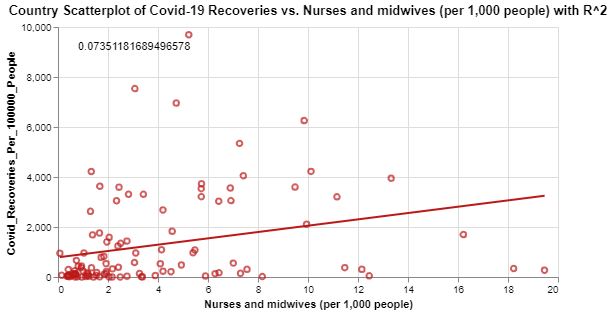 Country Scatterplot of Covid-19 Recoveries vs. Nurses and midwives (per 1,000 people) with R^2
0.07351181689496578
10,000
8,000
6,000
4,000
2,000
0
Covid_Recoveries_Per_100000_People
0 2 4 6 8 10 12 14 16 18 20
Nurses and midwives (per 1,000 people)